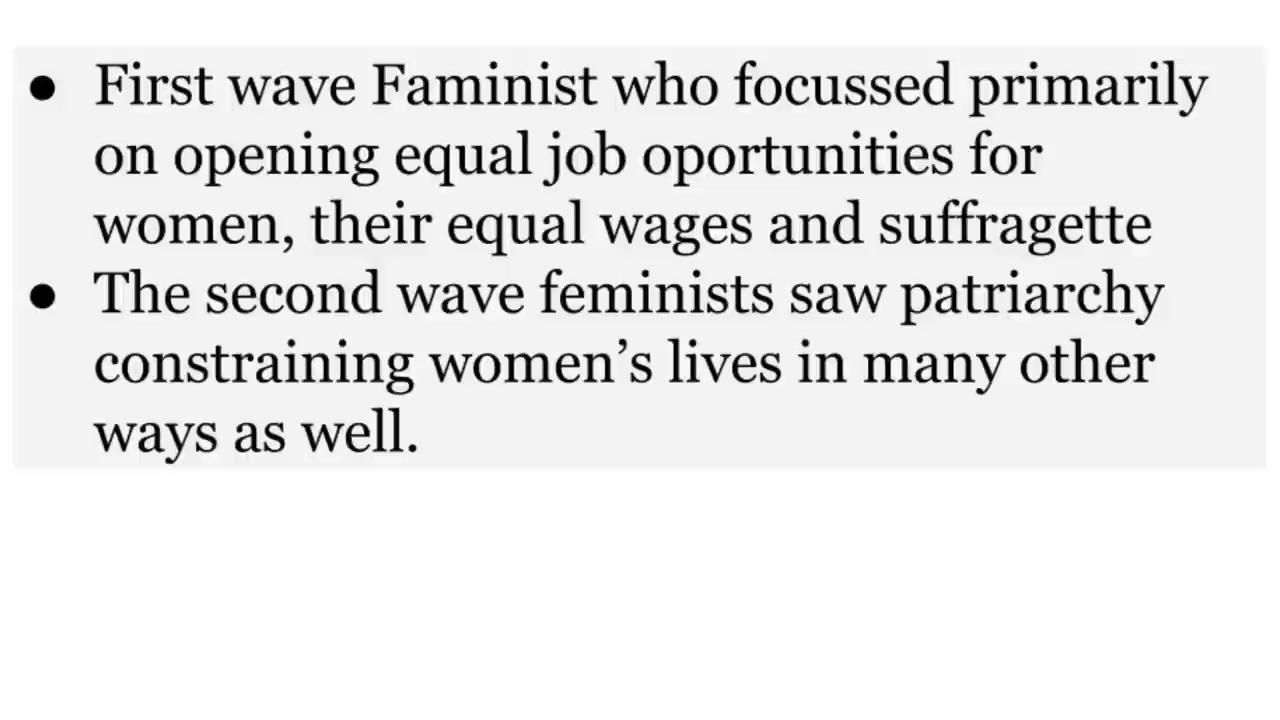 ● First wave Faminist who focussed primarily
on opening equal job oportunities for
women, their equal wages and suffragette
● The second wave feminists saw patriarchy
constraining women’s lives in many other
ways as well.